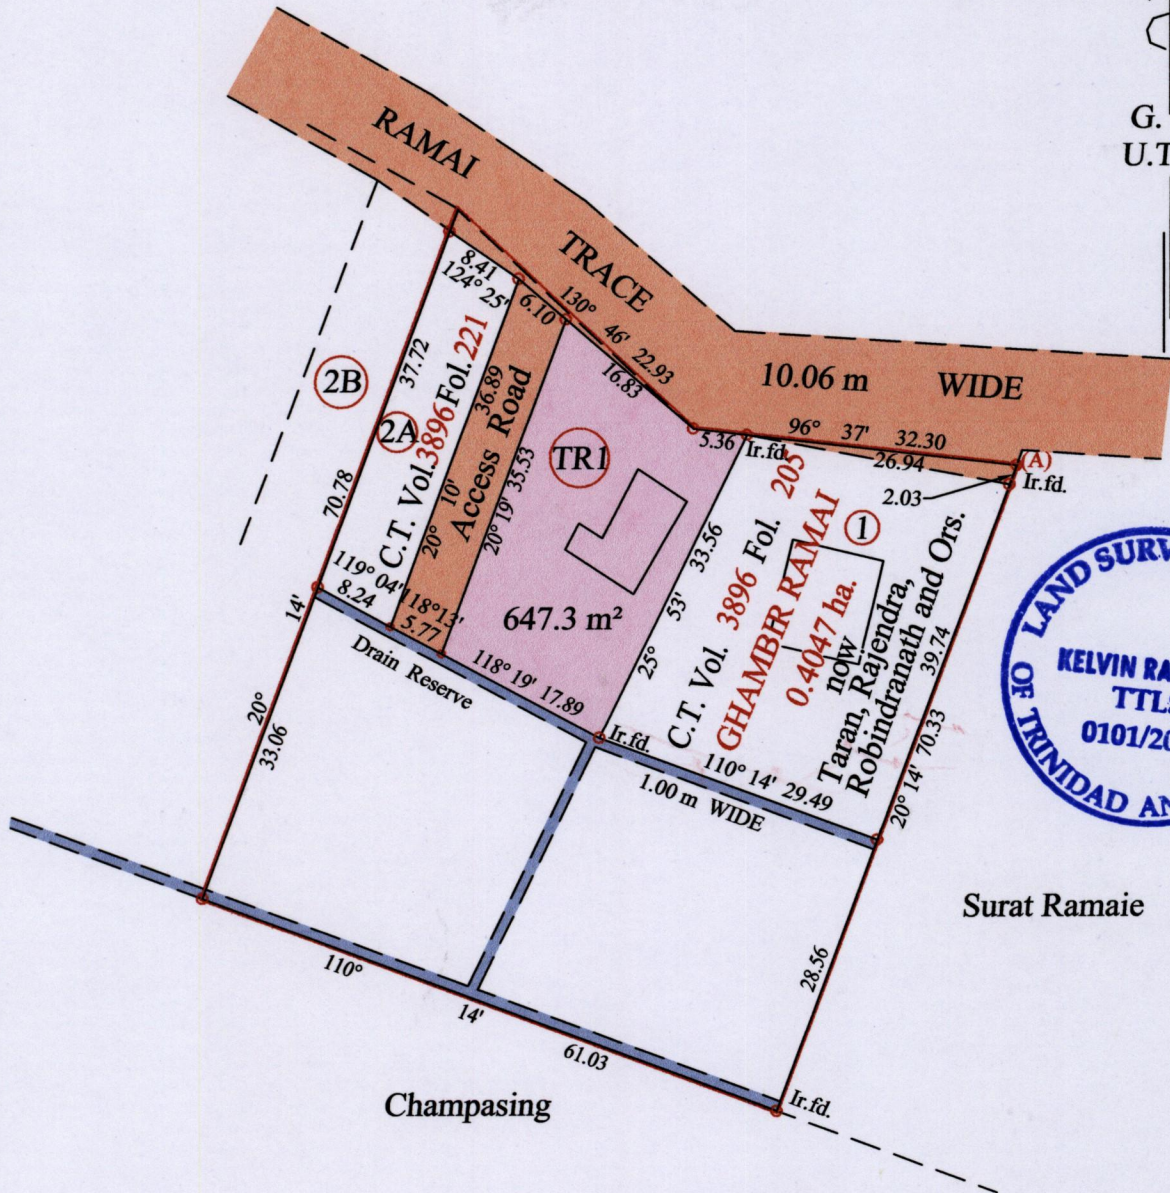 G.
U.T
RAMAI TRACE
10.06 m WIDE
8.41
124° 25'
6.10
130° 46' 22.93
16.83
5.36
Ir.fd.
96° 37' 32.30
26.94
(A)
2.03
Ir.fd.
2B
2A
37.72
70.78
C.T. Vol. 3896 Fol. 221
36.89
20° 10'
Access Road
20° 19' 35.53
TR1
647.3 m²
33.56
25° 53'
C.T. Vol. 3896 Fol. 205
GHAMBIR RAMAI
0.4047 ha.
now
Taran, Rajendra,
Robindranath and Ors.
1
39.74
20° 14' 70.33
119° 04'
8.24
118°13'
5.77
118° 19' 17.89
Drain Reserve
Ir.fd.
110° 14' 29.49
1.00 m WIDE
14'
20°
33.06
28.56
110°
14'
61.03
Ir.fd.
Surat Ramaie
Champasing
LAND SURV
OF TRINIDAD AN
KELVIN RA
TTL
0101/20